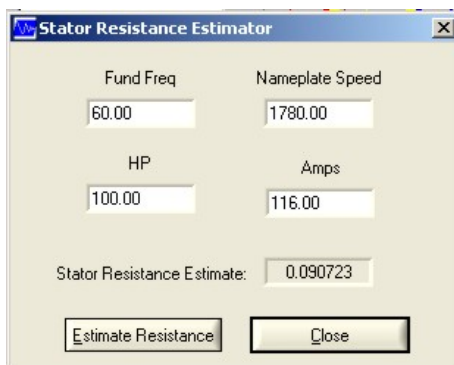 Stator Resistance Estimator
Fund Freq Nameplate Speed
60.00 1780.00
HP Amps
100.00 116.00
Stator Resistance Estimate: 0.090723
Estimate Resistance Close